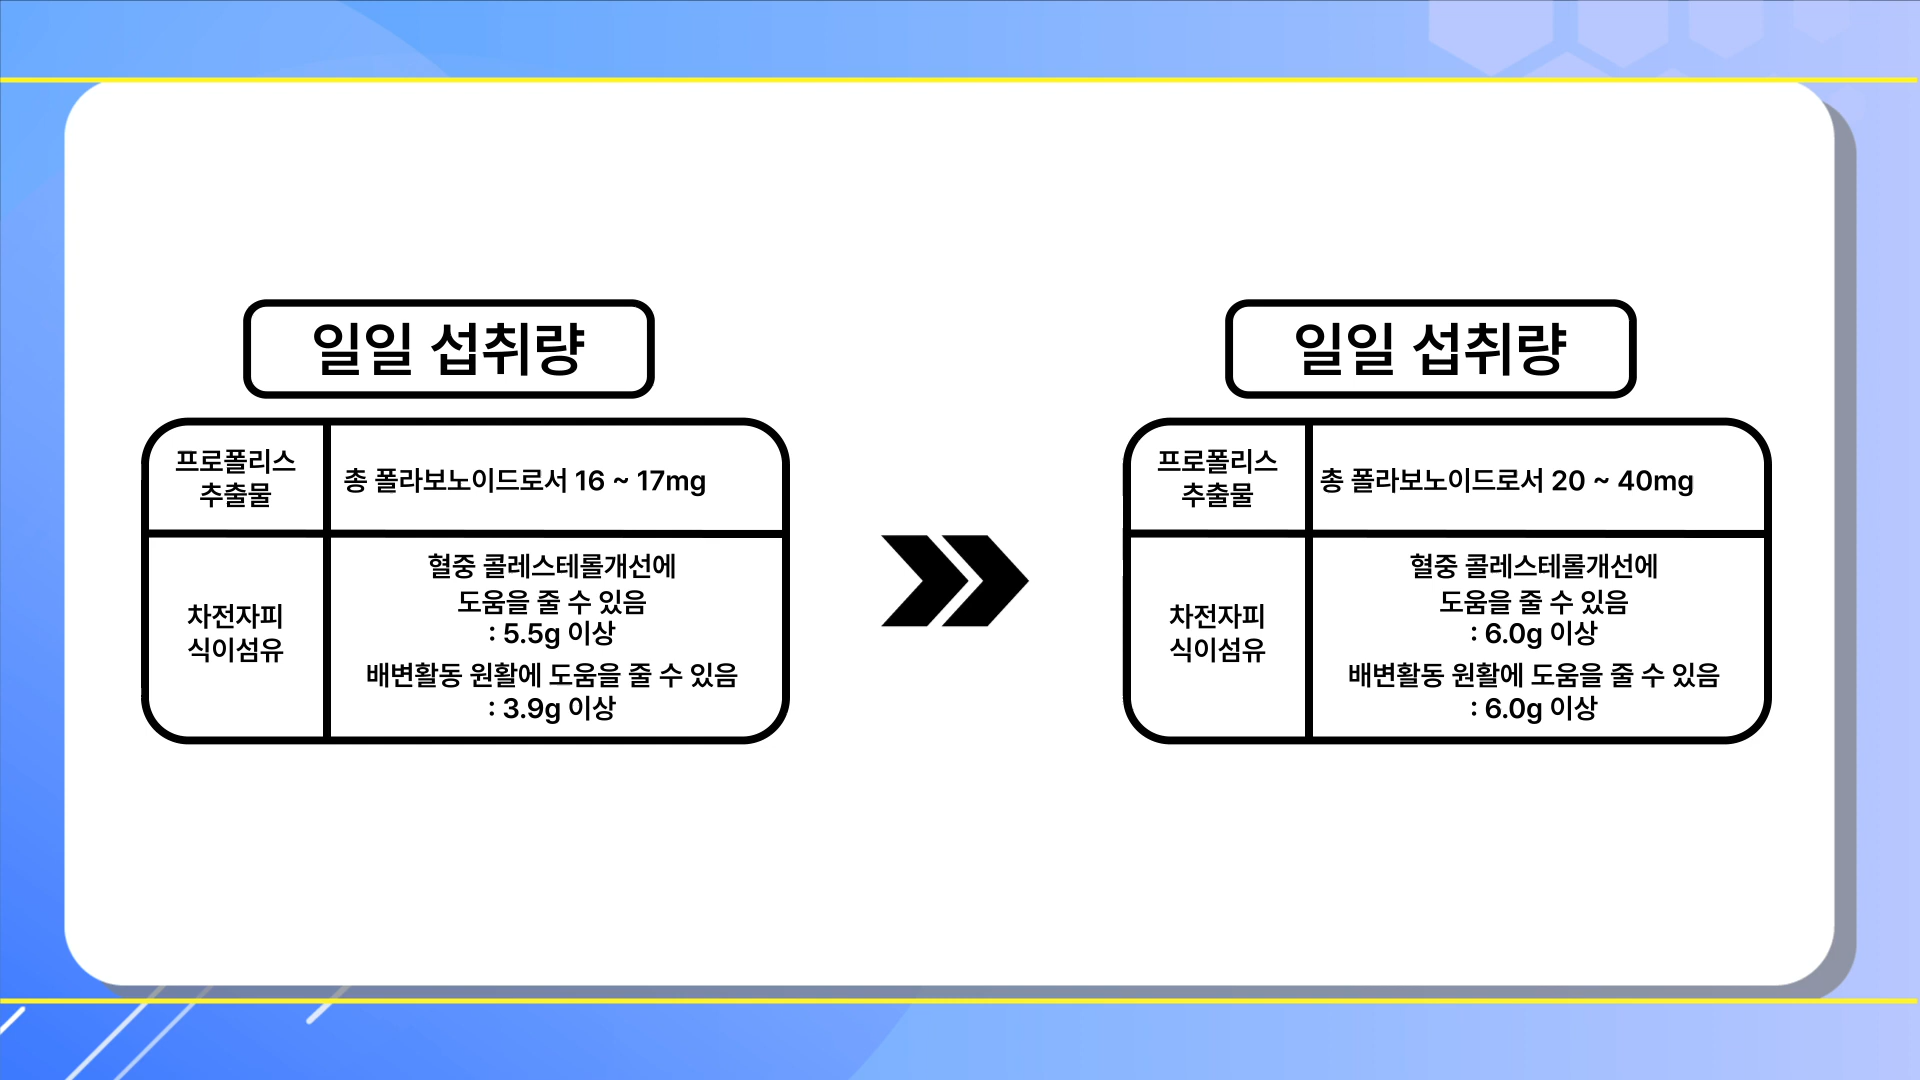 일일 섭취량
프로폴리스
추출물
총 폴라보노이드로서 16 ~ 17mg
차전자피
식이섬유
혈중 콜레스테롤개선에
도움을 줄 수 있음
: 5.5g 이상
배변활동 원활에 도움을 줄 수 있음
: 3.9g 이상
일일 섭취량
프로폴리스
추출물
총 폴라보노이드로서 20 ~ 40mg
차전자피
식이섬유
혈중 콜레스테롤개선에
도움을 줄 수 있음
: 6.0g 이상
배변활동 원활에 도움을 줄 수 있음
: 6.0g 이상